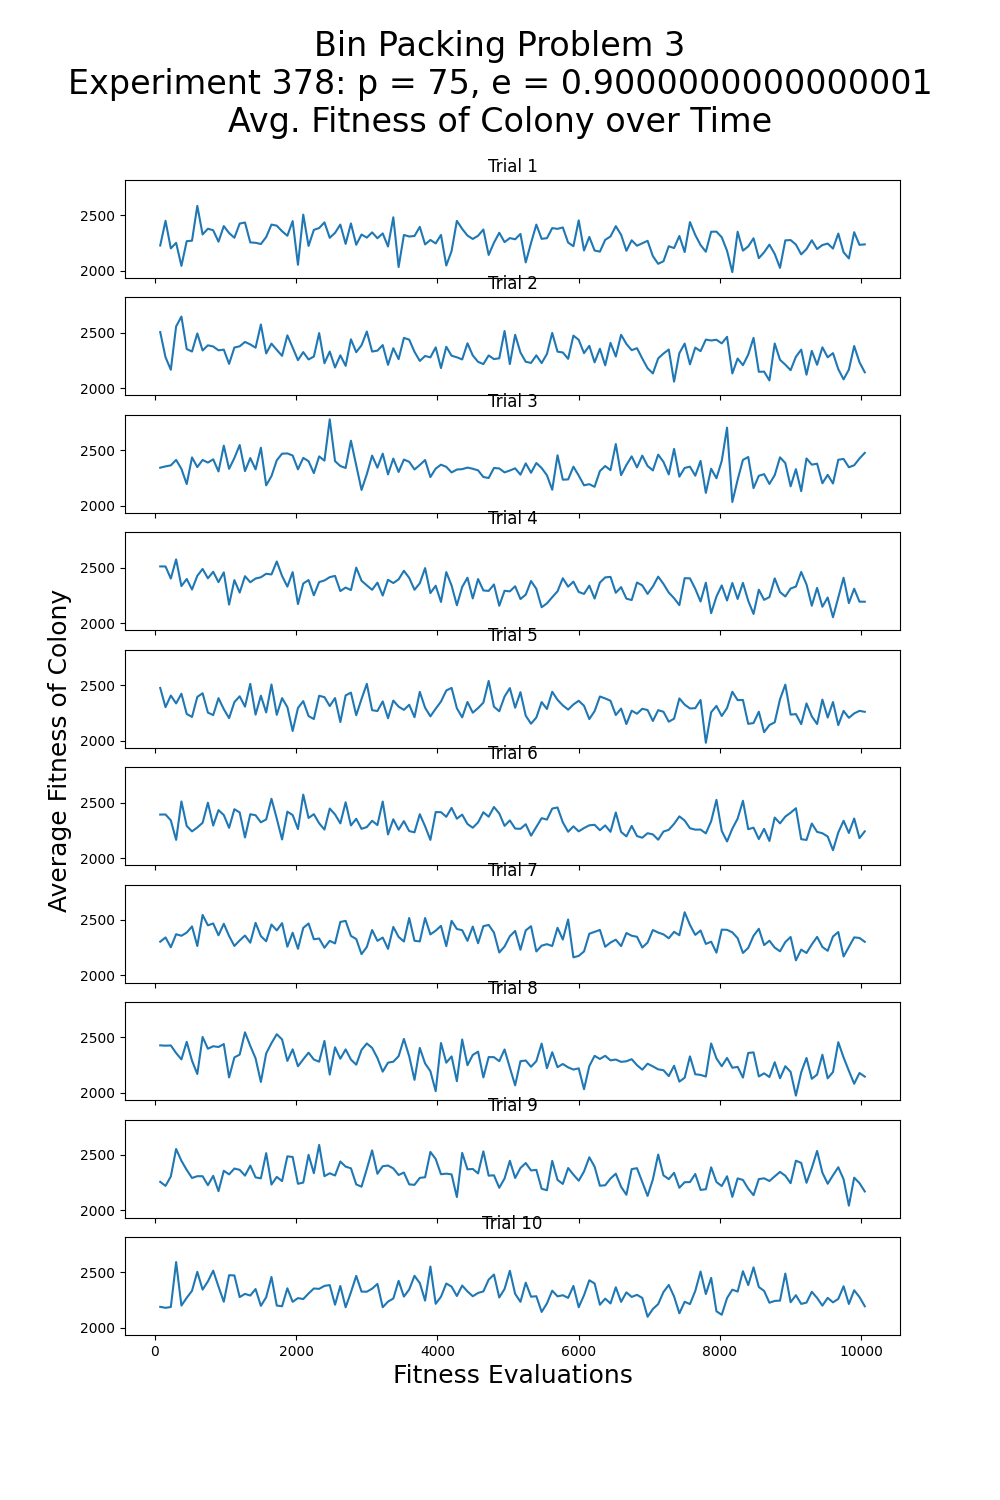 Bin Packing Problem 3
Experiment 378: p = 75, e = 0.9000000000000001
Avg. Fitness of Colony over Time
Trial 1
2500
2000
Trial 2
2500
2000
Trial 3
2500
2000
Trial 4
2500
2000
Trial 5
2500
2000
Trial 6
2500
2000
Trial 7
2500
2000
Trial 8
2500
2000
Trial 9
2500
2000
Trial 10
2500
2000
0 2000 4000 6000 8000 10000
Fitness Evaluations
Average Fitness of Colony